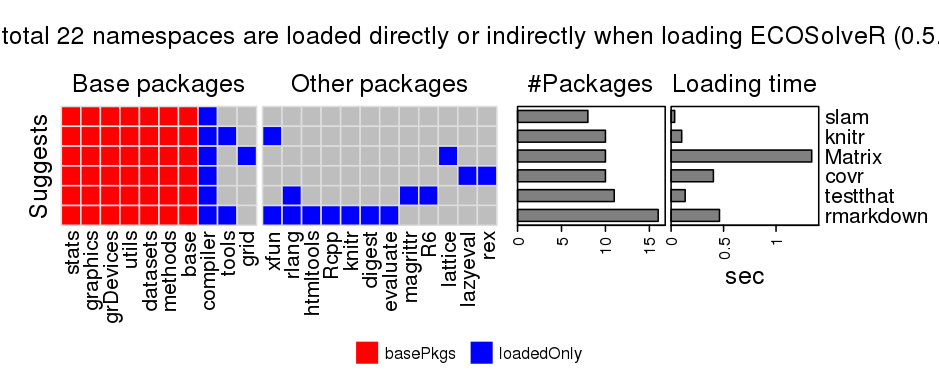 total 22 namespaces are loaded directly or indirectly when loading ECOSolveR (0.5.
Base packages
Other packages
#Packages
Loading time
Suggests
slam
knitr
Matrix
covr
testthat
rmarkdown
stats
graphics
grDevices
utils
datasets
methods
base
compiler
tools
grid
xfun
rlang
htmltools
Rcpp
knitr
digest
evaluate
magrittr
R6
lattice
lazyeval
rex
0
5
10
15
0
0.5
1
sec
basePkgs
loadedOnly